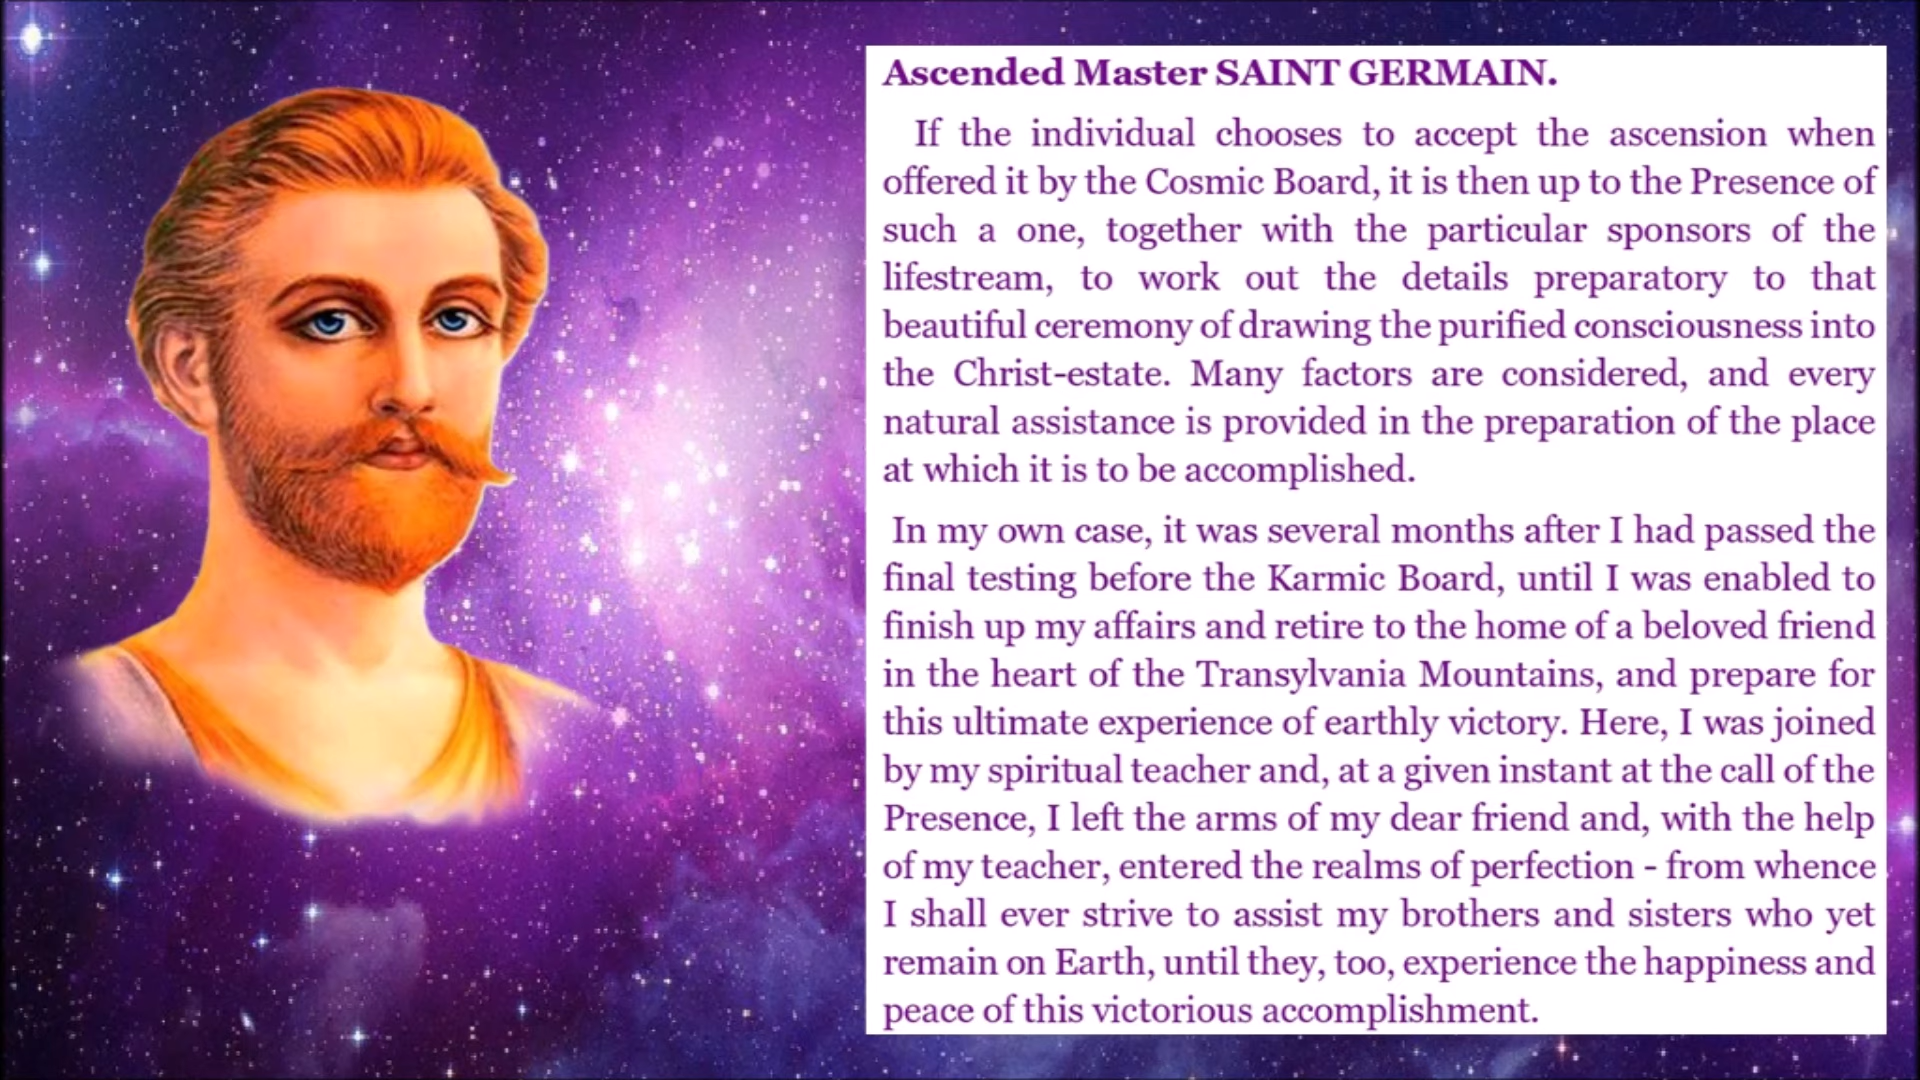 Ascended Master SAINT GERMAIN.
If the individual chooses to accept the ascension when
offered it by the Cosmic Board, it is then up to the Presence of
such a one, together with the particular sponsors of the
lifestream, to work out the details preparatory to that
beautiful ceremony of drawing the purified consciousness into
the Christ-estate. Many factors are considered, and every
natural assistance is provided in the preparation of the place
at which it is to be accomplished.
In my own case, it was several months after I had passed the
final testing before the Karmic Board, until I was enabled to
finish up my affairs and retire to the home of a beloved friend
in the heart of the Transylvania Mountains, and prepare for
this ultimate experience of earthly victory. Here, I was joined
by my spiritual teacher and, at a given instant at the call of the
Presence, I left the arms of my dear friend and, with the help
of my teacher, entered the realms of perfection - from whence
I shall ever strive to assist my brothers and sisters who yet
remain on Earth, until they, too, experience the happiness and
peace of this victorious accomplishment.